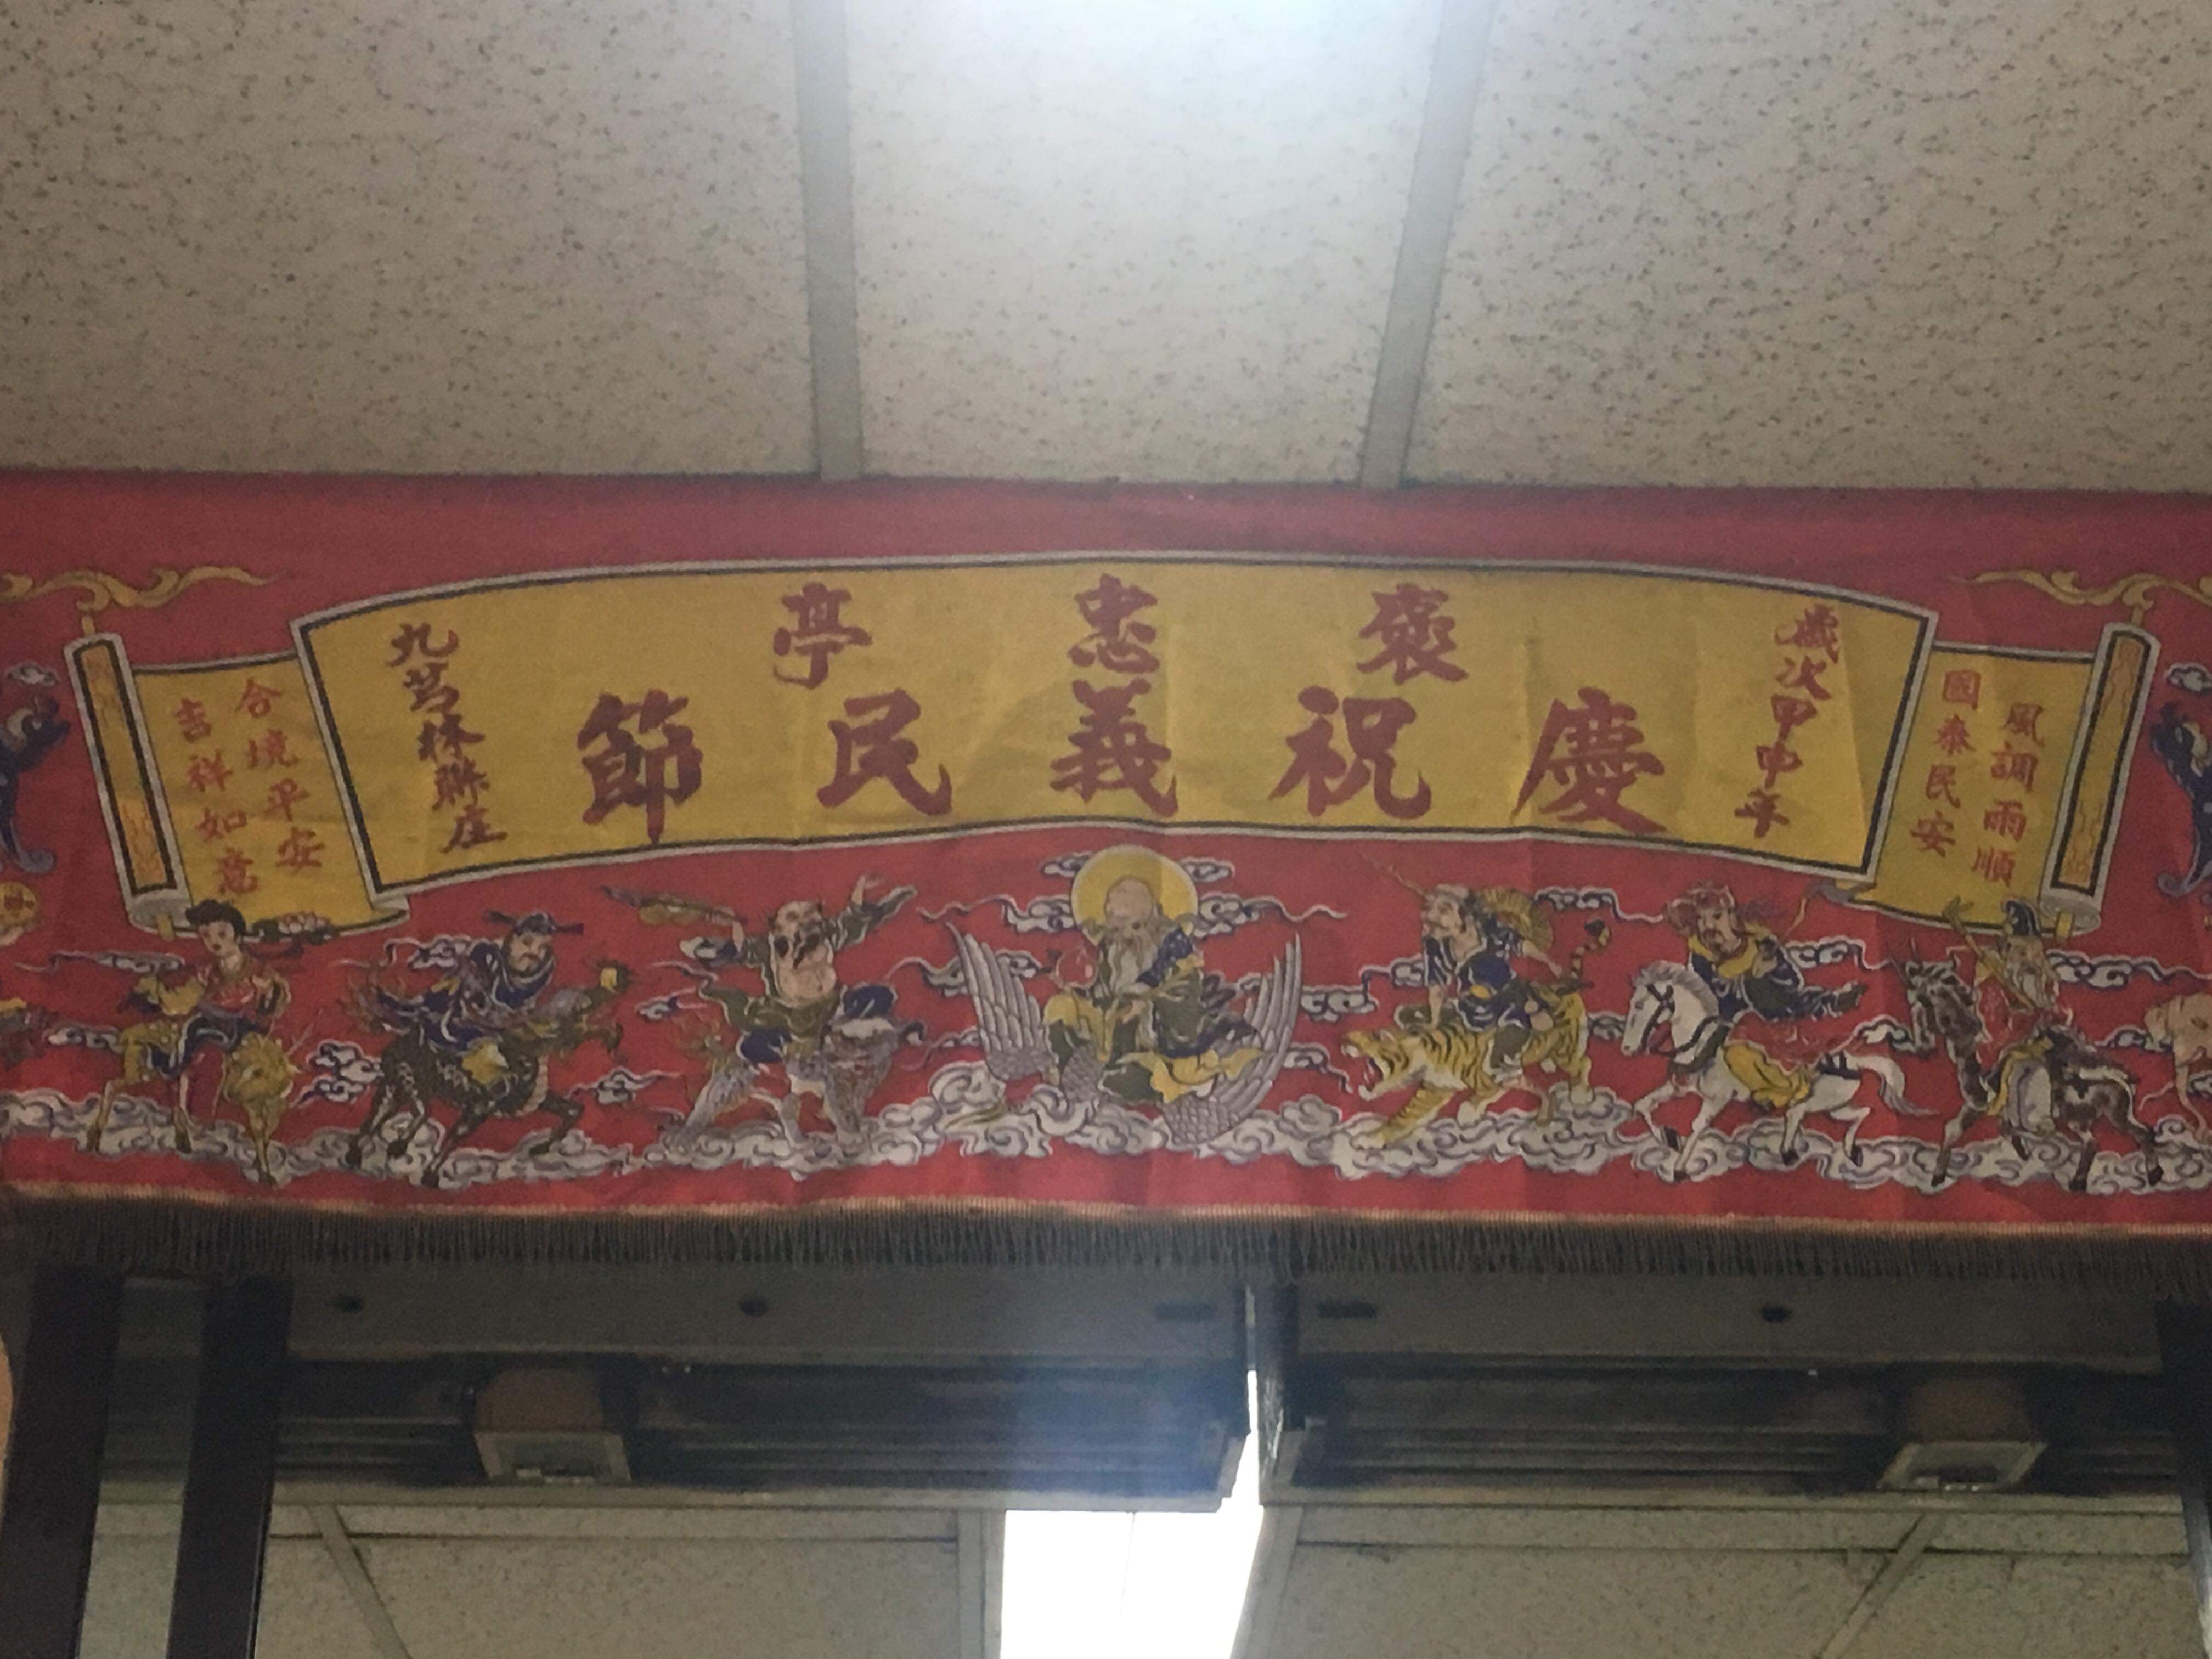 風調雨順
國泰民安
歲次甲申年
褒忠亭
慶祝義民節
九芎林聯庄
合境平安
吉祥如意